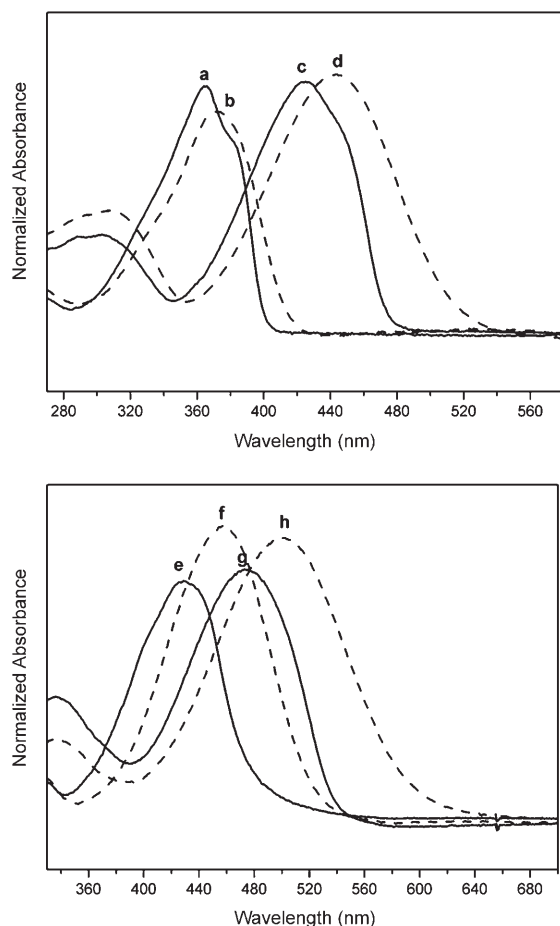 Normalized Absorbance
a
b
c
d
280 320 360 400 440 480 520 560
Wavelength (nm)
Normalized Absorbance
e
f
g
h
360 400 440 480 520 560 600 640 680
Wavelength (nm)